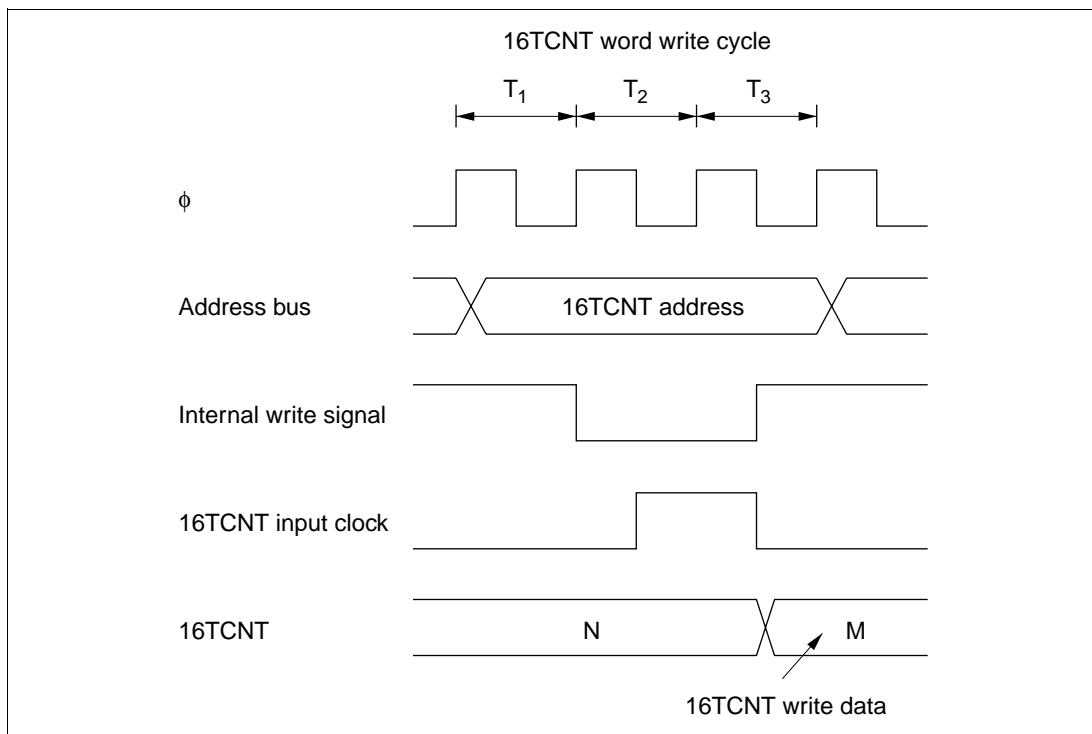 16TCNT word write cycle
T1 T2 T3
ϕ
Address bus 16TCNT address
Internal write signal
16TCNT input clock
16TCNT N M
16TCNT write data